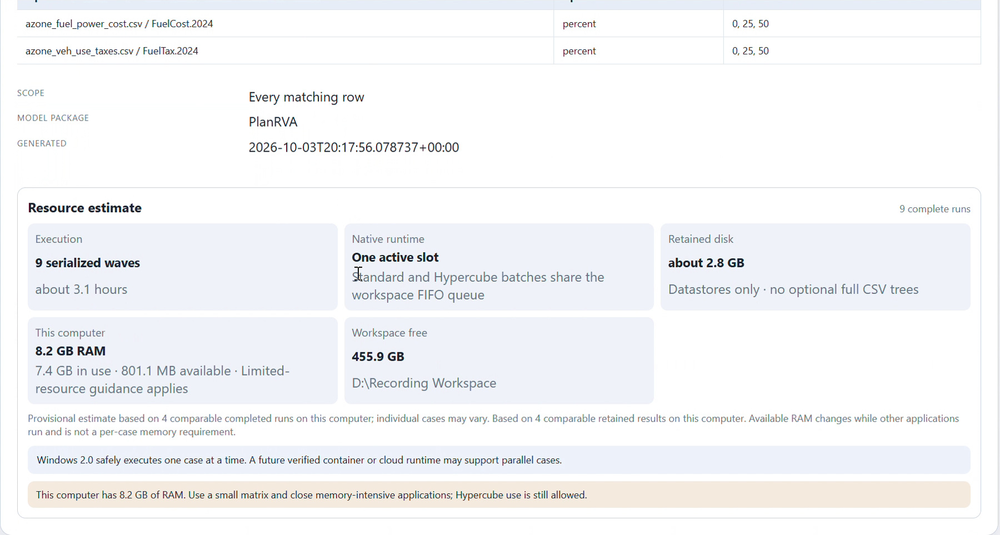 azone_fuel_power_cost.csv / FuelCost.2024 percent 0, 25, 50
azone_veh_use_taxes.csv / FuelTax.2024 percent 0, 25, 50
SCOPE Every matching row
MODEL PACKAGE PlanRVA
GENERATED 2026-10-03T20:17:56.078737+00:00
Resource estimate
9 complete runs
Execution
9 serialized waves
about 3.1 hours
Native runtime
One active slot
Standard and Hypercube batches share the
workspace FIFO queue
Retained disk
about 2.8 GB
Datastores only · no optional full CSV trees
This computer
8.2 GB RAM
7.4 GB in use · 801.1 MB available · Limited-
resource guidance applies
Workspace free
455.9 GB
D:\Recording Workspace
Provisional estimate based on 4 comparable completed runs on this computer; individual cases may vary. Based on 4 comparable retained results on this computer. Available RAM changes while other applications
run and is not a per-case memory requirement.
Windows 2.0 safely executes one case at a time. A future verified container or cloud runtime may support parallel cases.
This computer has 8.2 GB of RAM. Use a small matrix and close memory-intensive applications; Hypercube use is still allowed.